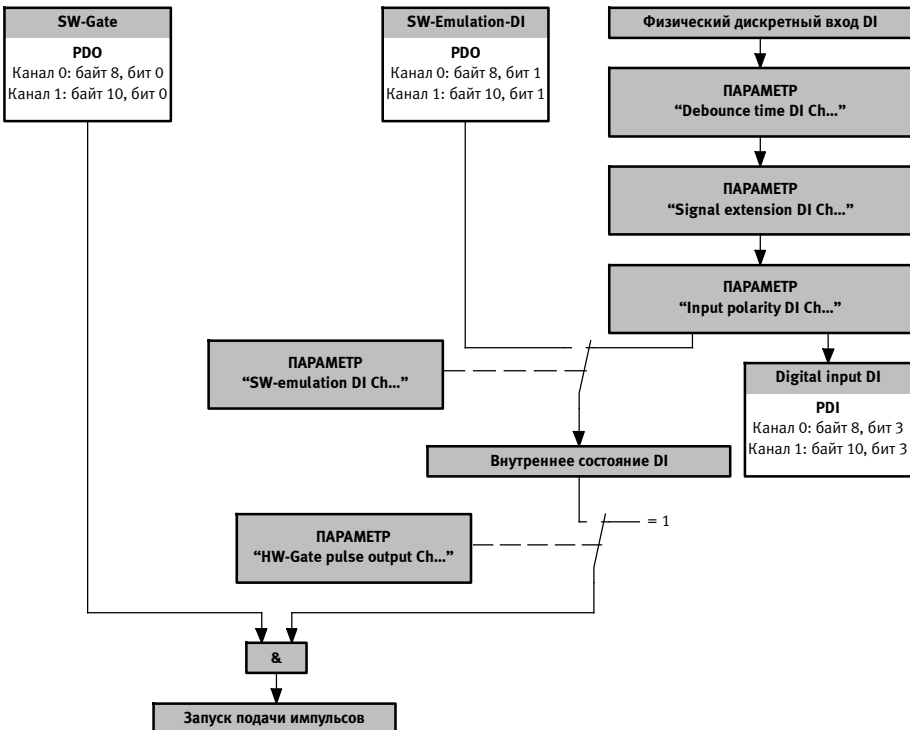 SW-Gate
PDO
Канал 0: байт 8, бит 0
Канал 1: байт 10, бит 0
SW-Emulation-DI
PDO
Канал 0: байт 8, бит 1
Канал 1: байт 10, бит 1
Физический дискретный вход DI
ПАРАМЕТР
“Debounce time DI Ch...”
ПАРАМЕТР
“Signal extension DI Ch...”
ПАРАМЕТР
“Input polarity DI Ch...”
ПАРАМЕТР
“SW-emulation DI Ch...”
Digital input DI
PDI
Канал 0: байт 8, бит 3
Канал 1: байт 10, бит 3
Внутреннее состояние DI
ПАРАМЕТР
“HW-Gate pulse output Ch...”
= 1
&
Запуск подачи импульсов